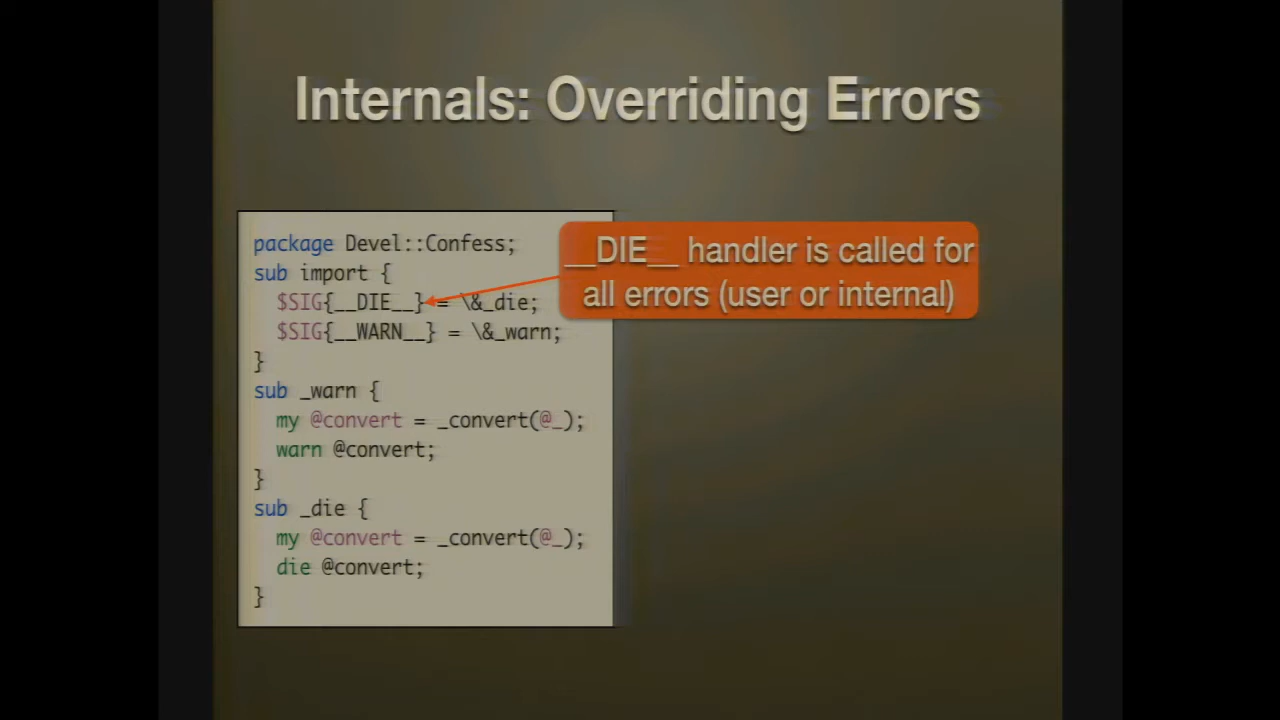 Internals: Overriding Errors
package Devel::Confess;
sub import {
$SIG{__DIE__} = \&_die;
$SIG{__WARN__} = \&_warn;
}
sub _warn {
my @convert = _convert(@_);
warn @convert;
}
sub _die {
my @convert = _convert(@_);
die @convert;
}
__DIE__ handler is called for
all errors (user or internal)